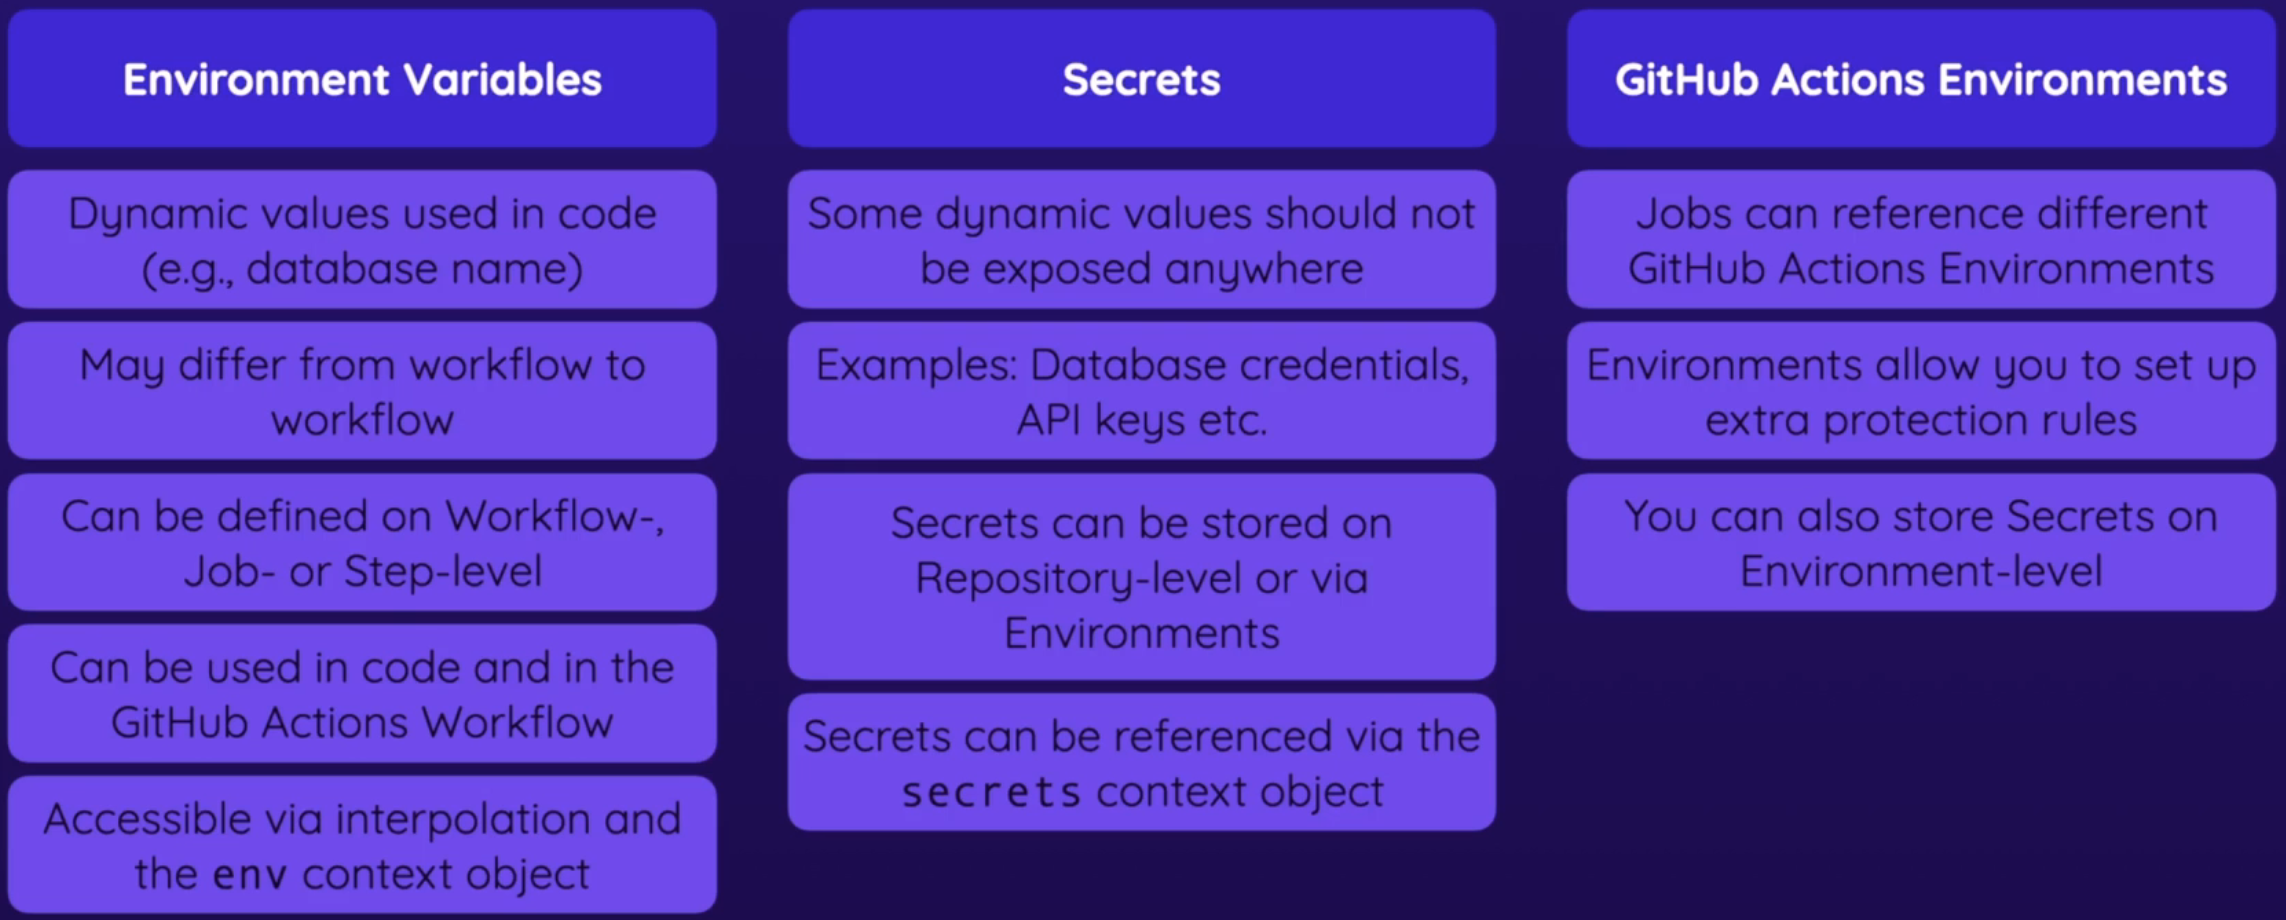 Environment Variables
Dynamic values used in code
(e.g., database name)
May differ from workflow to
workflow
Can be defined on Workflow-,
Job- or Step-level
Can be used in code and in the
GitHub Actions Workflow
Accessible via interpolation and
the env context object
Secrets
Some dynamic values should not
be exposed anywhere
Examples: Database credentials,
API keys etc.
Secrets can be stored on
Repository-level or via
Environments
Secrets can be referenced via the
secrets context object
GitHub Actions Environments
Jobs can reference different
GitHub Actions Environments
Environments allow you to set up
extra protection rules
You can also store Secrets on
Environment-level